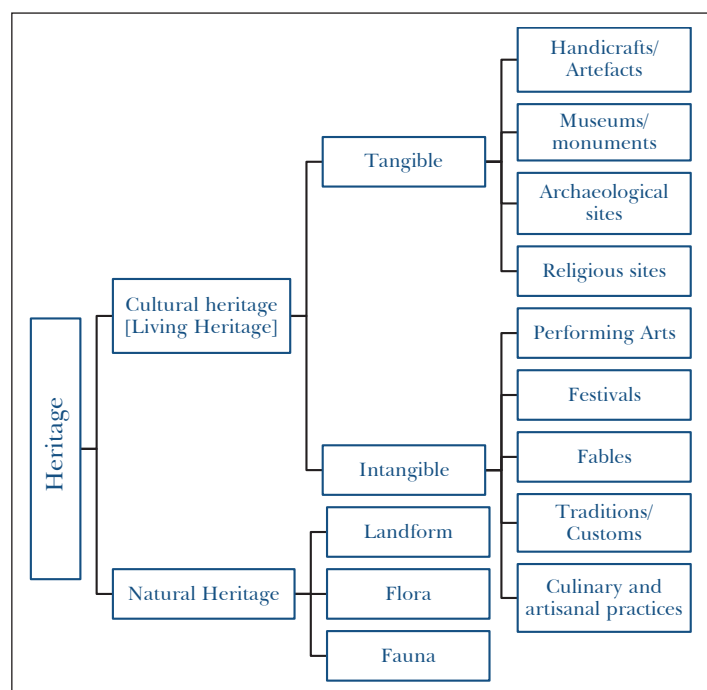 Heritage
Cultural heritage
[Living Heritage]
Tangible
Handicrafts/
Artefacts
Museums/
monuments
Archaeological
sites
Religious sites
Intangible
Performing Arts
Festivals
Fables
Traditions/
Customs
Culinary and
artisanal practices
Natural Heritage
Landform
Flora
Fauna